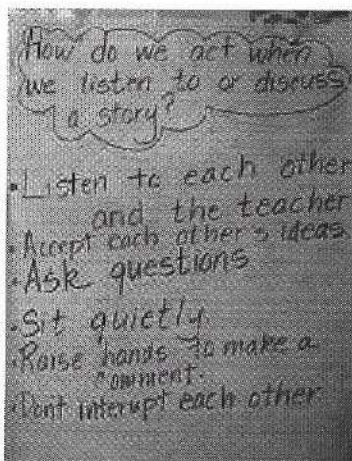 How do we act when
we listen to or discuss
a story?
• Listen to each other
and the teacher
• Accept each other's ideas
• Ask questions
• Sit quietly
• Raise hands to make a
comment.
• Dont interupt each other